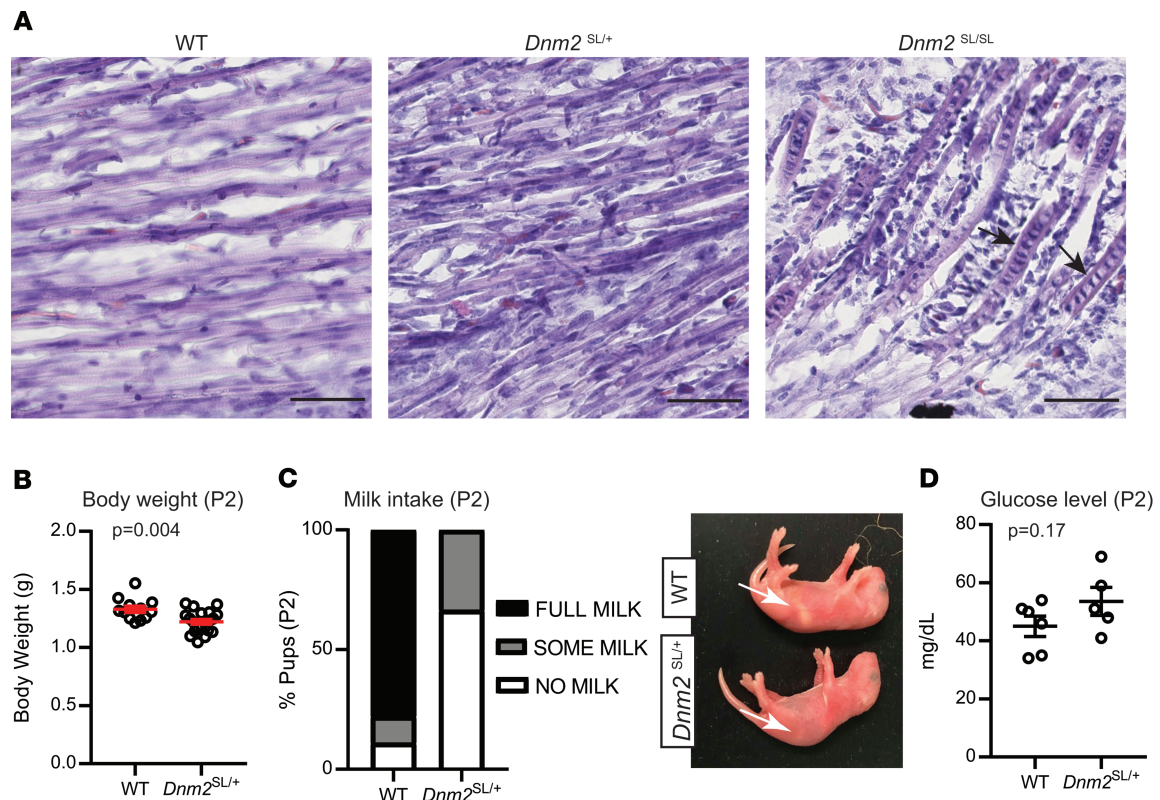 A
WT
Dnm2 SL/+
Dnm2 SL/SL
B
Body weight (P2)
p=0.004
2.0
1.5
1.0
0.5
0.0
Body Weight (g)
WT
Dnm2SL/+
C
Milk intake (P2)
100
50
0
% Pups (P2)
WT
Dnm2SL/+
FULL MILK
SOME MILK
NO MILK
WT
Dnm2 SL/+
D
Glucose level (P2)
p=0.17
80
60
40
20
0
mg/dL
WT
Dnm2SL/+